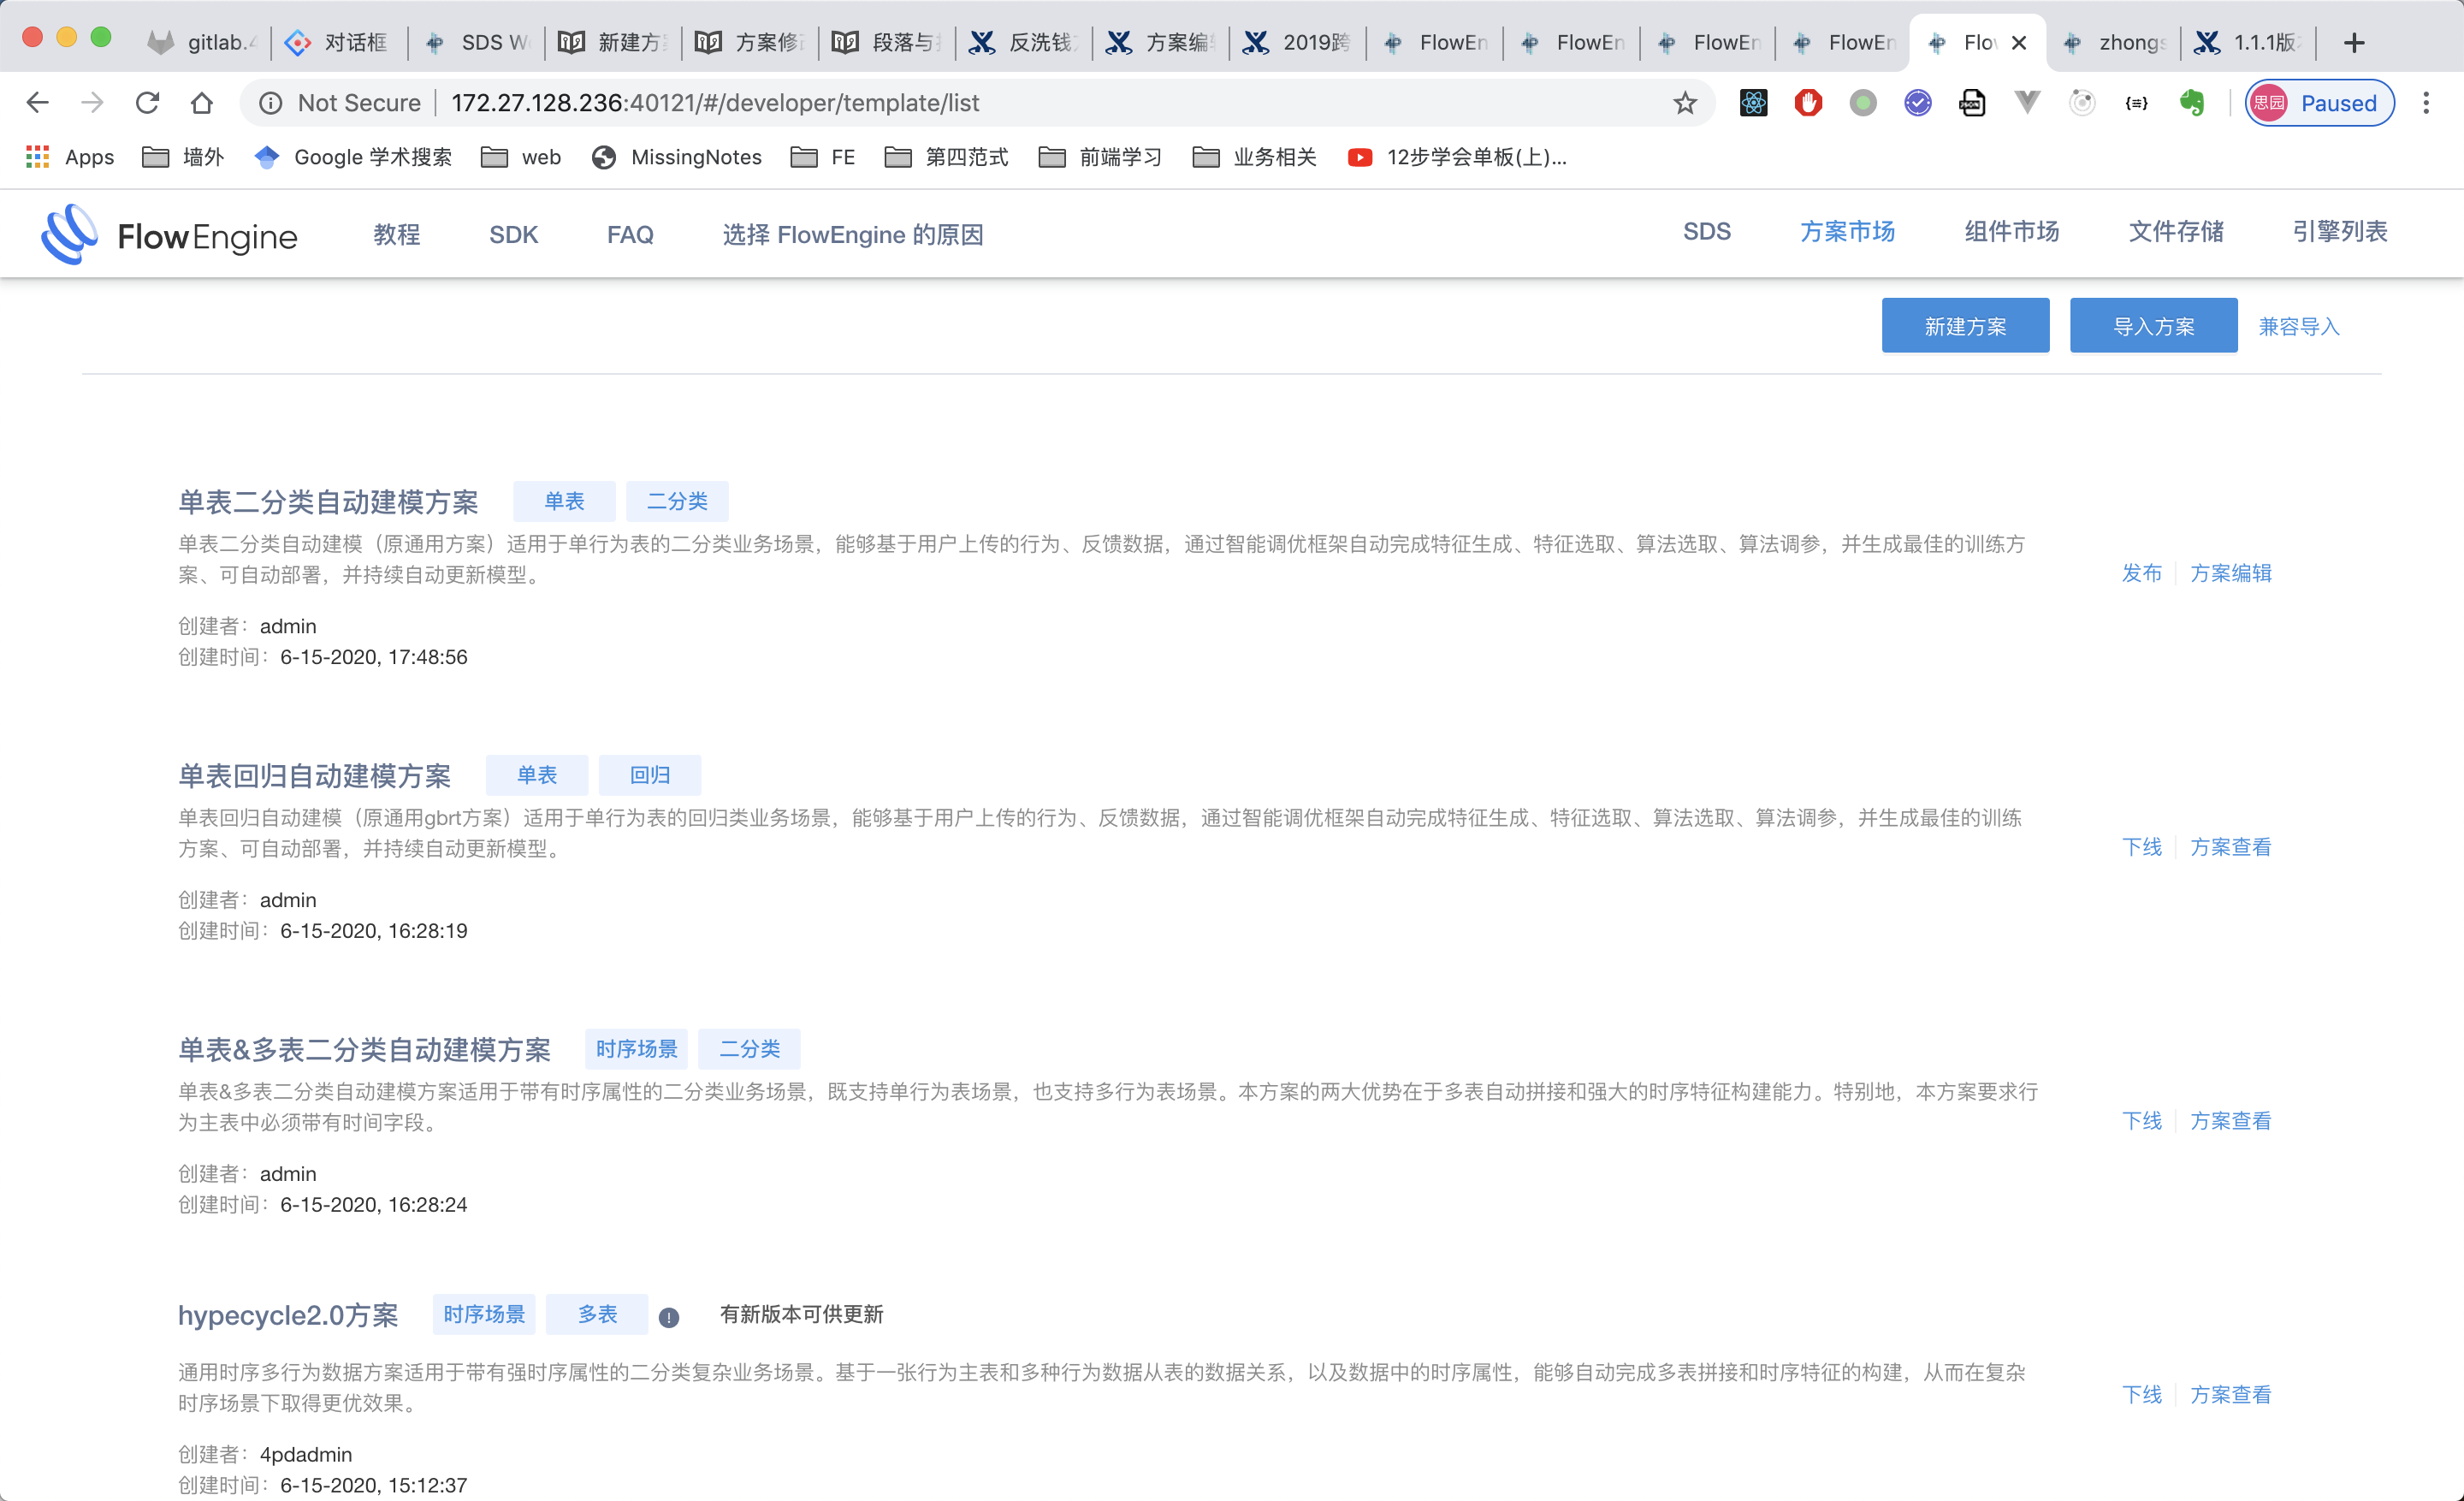 gitlab.4
对话框
SDS W
新建方案
方案修
段落与
反洗钱
方案编辑
2019跨
FlowEn
FlowEn
FlowEn
FlowEn
Flow
zhongs
1.1.1版
Not Secure 172.27.128.236:40121/#/developer/template/list
思园 Paused
Apps 墙外 Google 学术搜索 web MissingNotes FE 第四范式 前端学习 业务相关 12步学会单板(上)...
FlowEngine 教程 SDK FAQ 选择 FlowEngine 的原因 SDS 方案市场 组件市场 文件存储 引擎列表
新建方案 导入方案 兼容导入
单表二分类自动建模方案 单表 二分类
单表二分类自动建模（原通用方案）适用于单行为表的二分类业务场景，能够基于用户上传的行为、反馈数据，通过智能调优框架自动完成特征生成、特征选取、算法选取、算法调参，并生成最佳的训练方
案、可自动部署，并持续自动更新模型。
发布 方案编辑
创建者：admin
创建时间：6-15-2020, 17:48:56
单表回归自动建模方案 单表 回归
单表回归自动建模（原通用gbrt方案）适用于单行为表的回归类业务场景，能够基于用户上传的行为、反馈数据，通过智能调优框架自动完成特征生成、特征选取、算法选取、算法调参，并生成最佳的训练
方案、可自动部署，并持续自动更新模型。
下线 方案查看
创建者：admin
创建时间：6-15-2020, 16:28:19
单表&多表二分类自动建模方案 时序场景 二分类
单表&多表二分类自动建模方案适用于带有时序属性的二分类业务场景，既支持单行为表场景，也支持多行为表场景。本方案的两大优势在于多表自动拼接和强大的时序特征构建能力。特别地，本方案要求行
为主表中必须带有时间字段。
下线 方案查看
创建者：admin
创建时间：6-15-2020, 16:28:24
hypecycle2.0方案 时序场景 多表 有新版本可供更新
通用时序多行为数据方案适用于带有强时序属性的二分类复杂业务场景。基于一张行为主表和多种行为数据从表的数据关系，以及数据中的时序属性，能够自动完成多表拼接和时序特征的构建，从而在复杂
时序场景下取得更优效果。
下线 方案查看
创建者：4pdadmin
创建时间：6-15-2020, 15:12:37